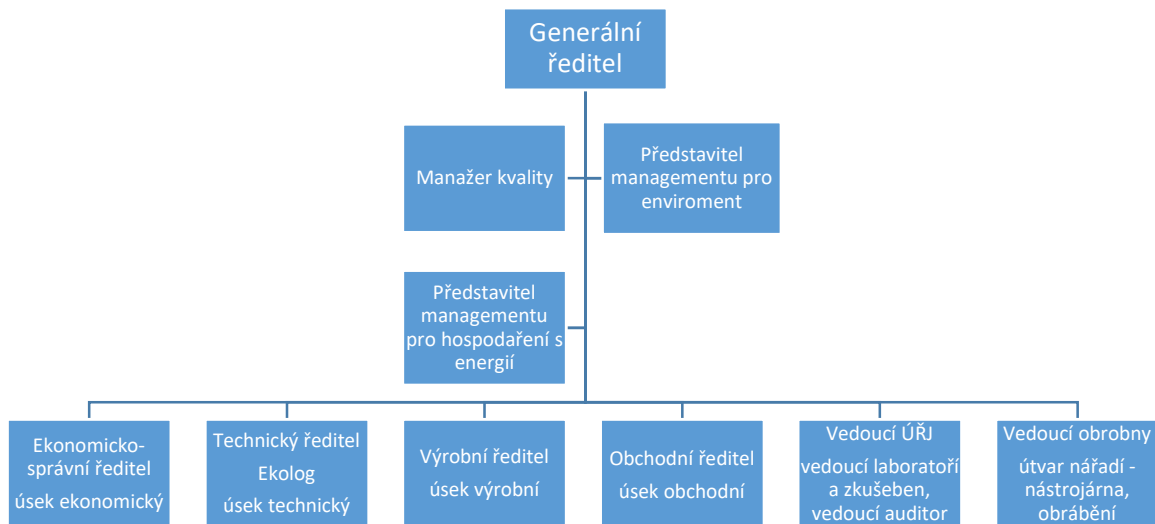 Generální
ředitel
Manažer kvality
Představitel
managementu pro
enviroment
Představitel
managementu
pro hospodaření s
energií
Ekonomicko-
správní ředitel
úsek ekonomický
Technický ředitel
Ekolog
úsek technický
Výrobní ředitel
úsek výrobní
Obchodní ředitel
úsek obchodní
Vedoucí ÚŘJ
vedoucí laboratoří
a zkušeben,
vedoucí auditor
Vedoucí obrobny
útvar nářadí -
nástrojárna,
obrábění